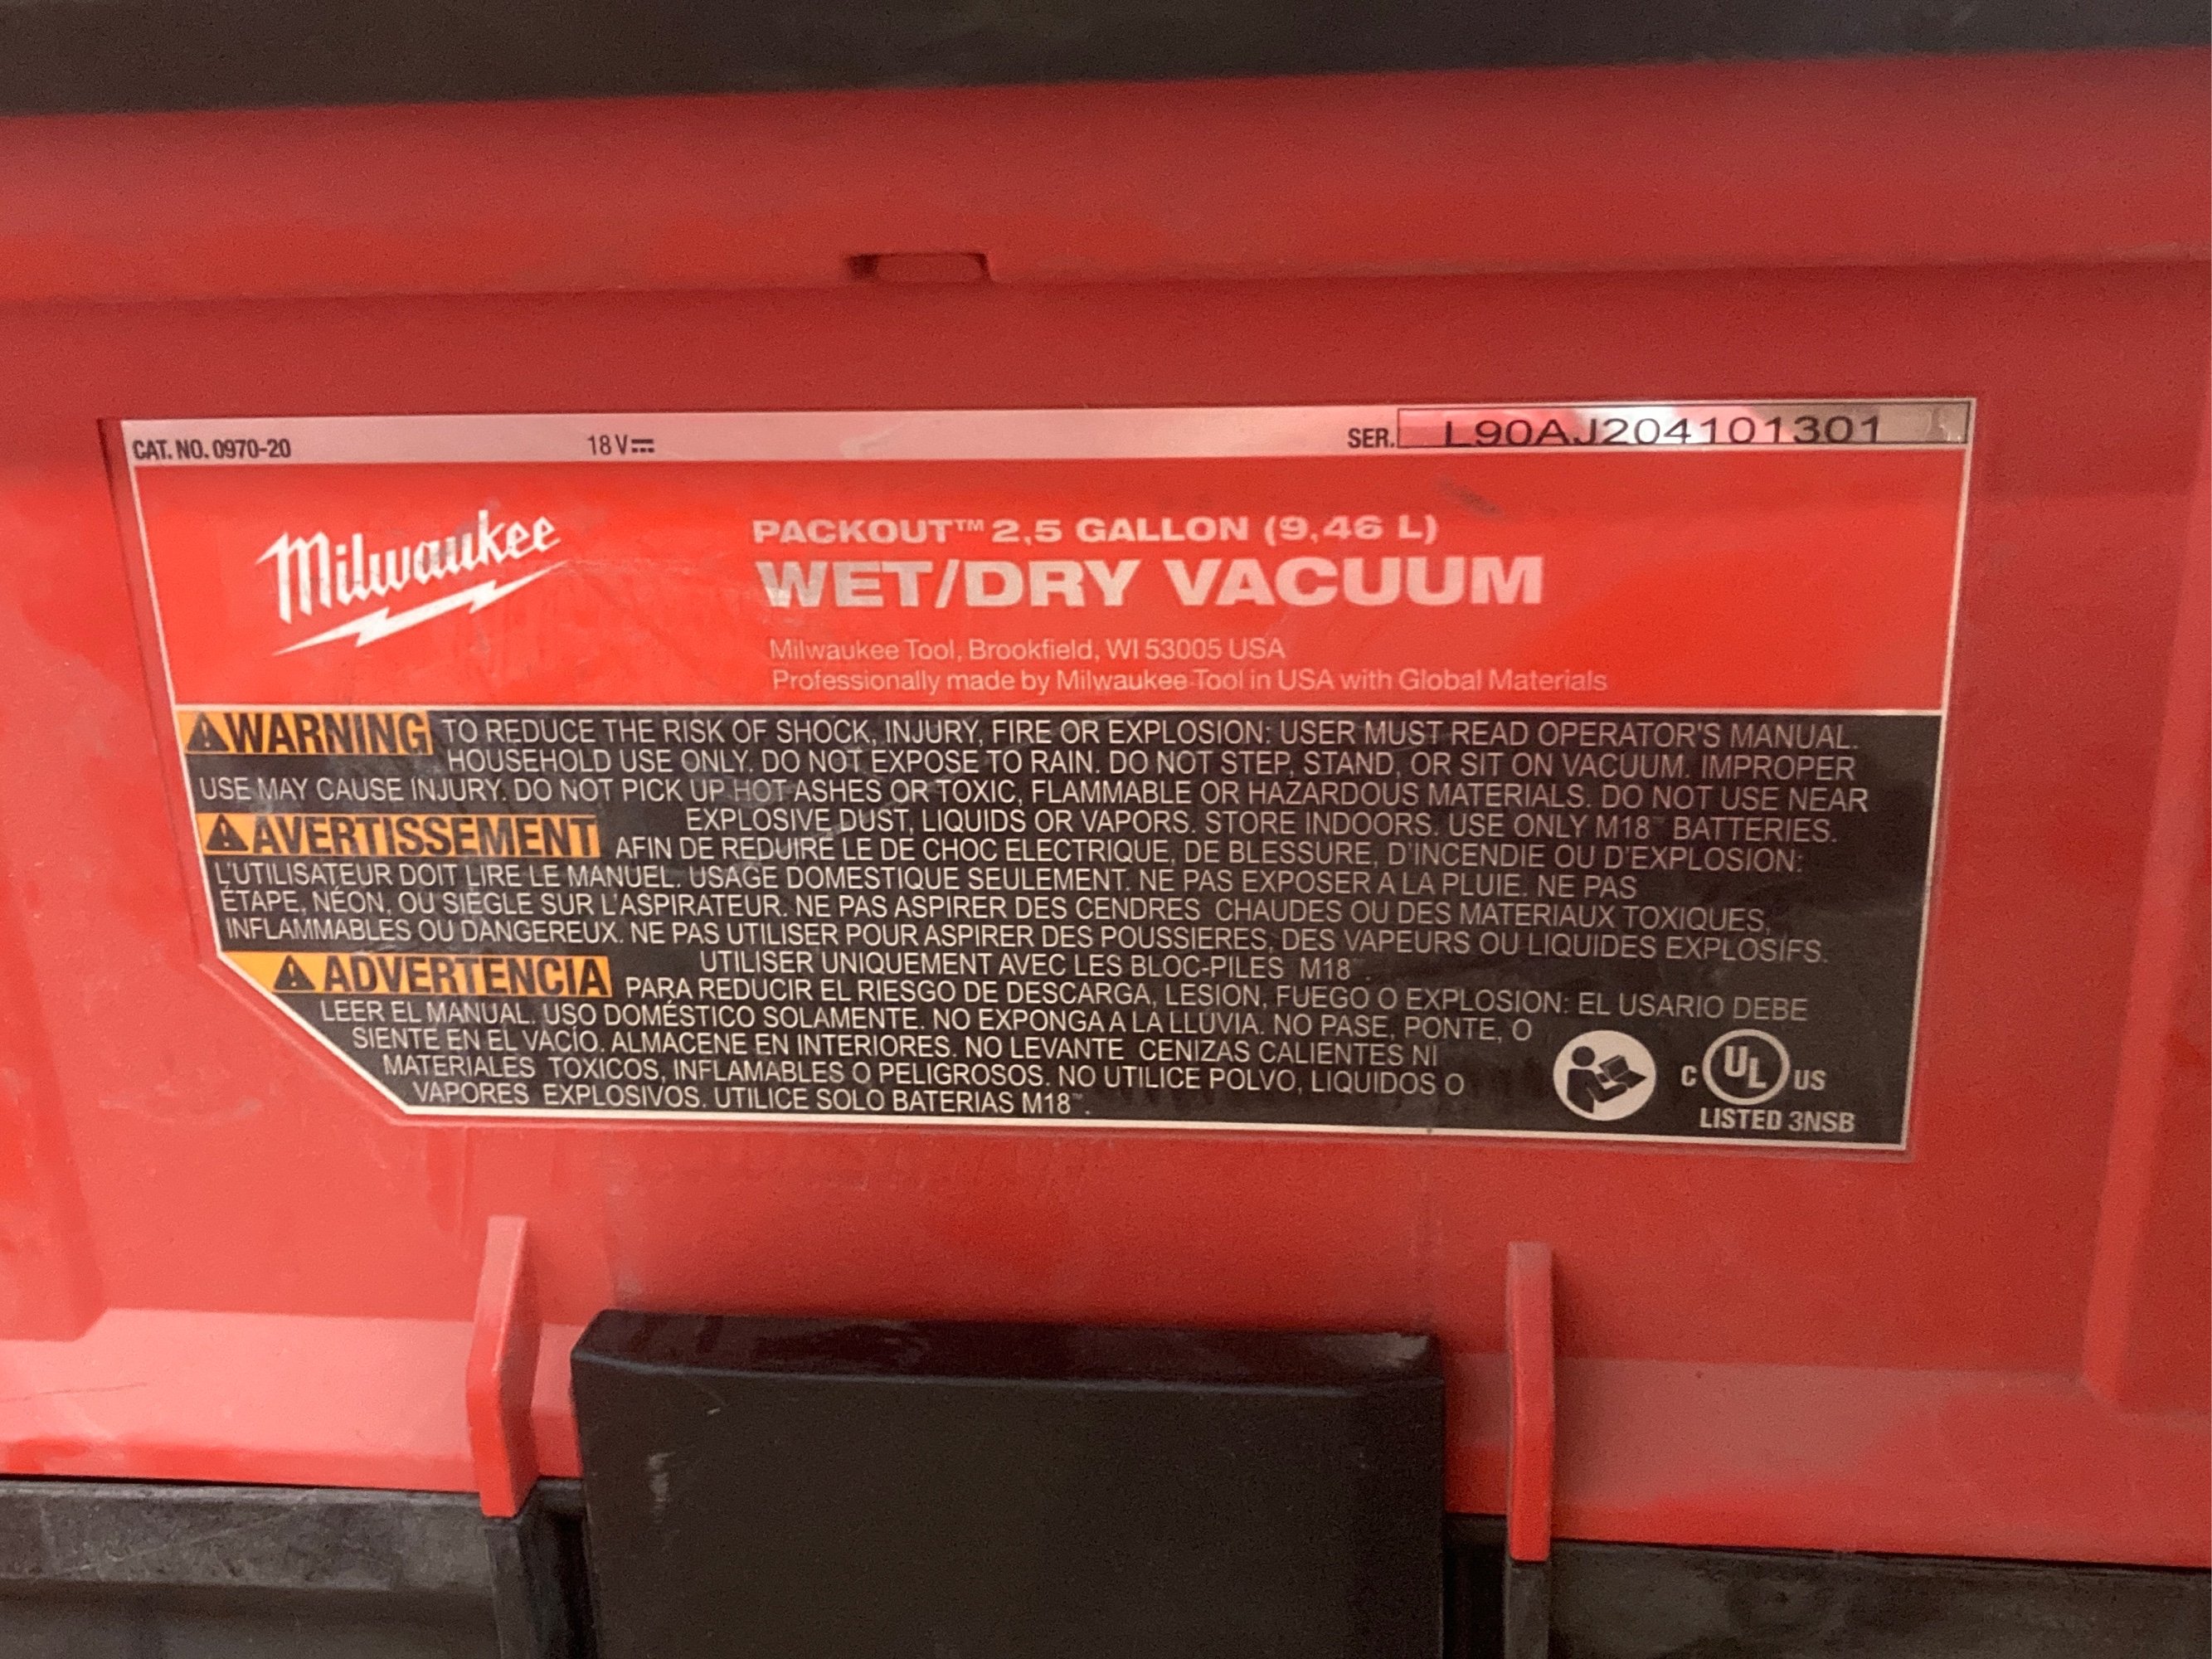 CAT. NO. 0970-20 18 V⎓ SER. L90AJ204101301
Milwaukee
PACKOUT™ 2,5 GALLON (9,46 L)
WET/DRY VACUUM
Milwaukee Tool, Brookfield, WI 53005 USA
Professionally made by Milwaukee Tool in USA with Global Materials
⚠WARNING TO REDUCE THE RISK OF SHOCK, INJURY, FIRE OR EXPLOSION: USER MUST READ OPERATOR'S MANUAL.
HOUSEHOLD USE ONLY. DO NOT EXPOSE TO RAIN. DO NOT STEP, STAND, OR SIT ON VACUUM. IMPROPER
USE MAY CAUSE INJURY. DO NOT PICK UP HOT ASHES OR TOXIC, FLAMMABLE OR HAZARDOUS MATERIALS. DO NOT USE NEAR
EXPLOSIVE DUST, LIQUIDS OR VAPORS. STORE INDOORS. USE ONLY M18™ BATTERIES.
⚠AVERTISSEMENT AFIN DE REDUIRE LE DE CHOC ELECTRIQUE, DE BLESSURE, D'INCENDIE OU D'EXPLOSION:
L'UTILISATEUR DOIT LIRE LE MANUEL. USAGE DOMESTIQUE SEULEMENT. NE PAS EXPOSER A LA PLUIE. NE PAS
ÉTAPE, NÉON, OU SIEGLE SUR L'ASPIRATEUR. NE PAS ASPIRER DES CENDRES CHAUDES OU DES MATERIAUX TOXIQUES,
INFLAMMABLES OU DANGEREUX. NE PAS UTILISER POUR ASPIRER DES POUSSIERES, DES VAPEURS OU LIQUIDES EXPLOSIFS.
UTILISER UNIQUEMENT AVEC LES BLOC-PILES M18™.
⚠ADVERTENCIA PARA REDUCIR EL RIESGO DE DESCARGA, LESION, FUEGO O EXPLOSION: EL USARIO DEBE
LEER EL MANUAL. USO DOMÉSTICO SOLAMENTE. NO EXPONGA A LA LLUVIA. NO PASE, PONTE, O
SIENTE EN EL VACÍO. ALMACENE EN INTERIORES. NO LEVANTE CENIZAS CALIENTES NI
MATERIALES TOXICOS, INFLAMABLES O PELIGROSOS. NO UTILICE POLVO, LIQUIDOS O
VAPORES EXPLOSIVOS. UTILICE SOLO BATERIAS M18™.
C UL US
LISTED 3NSB